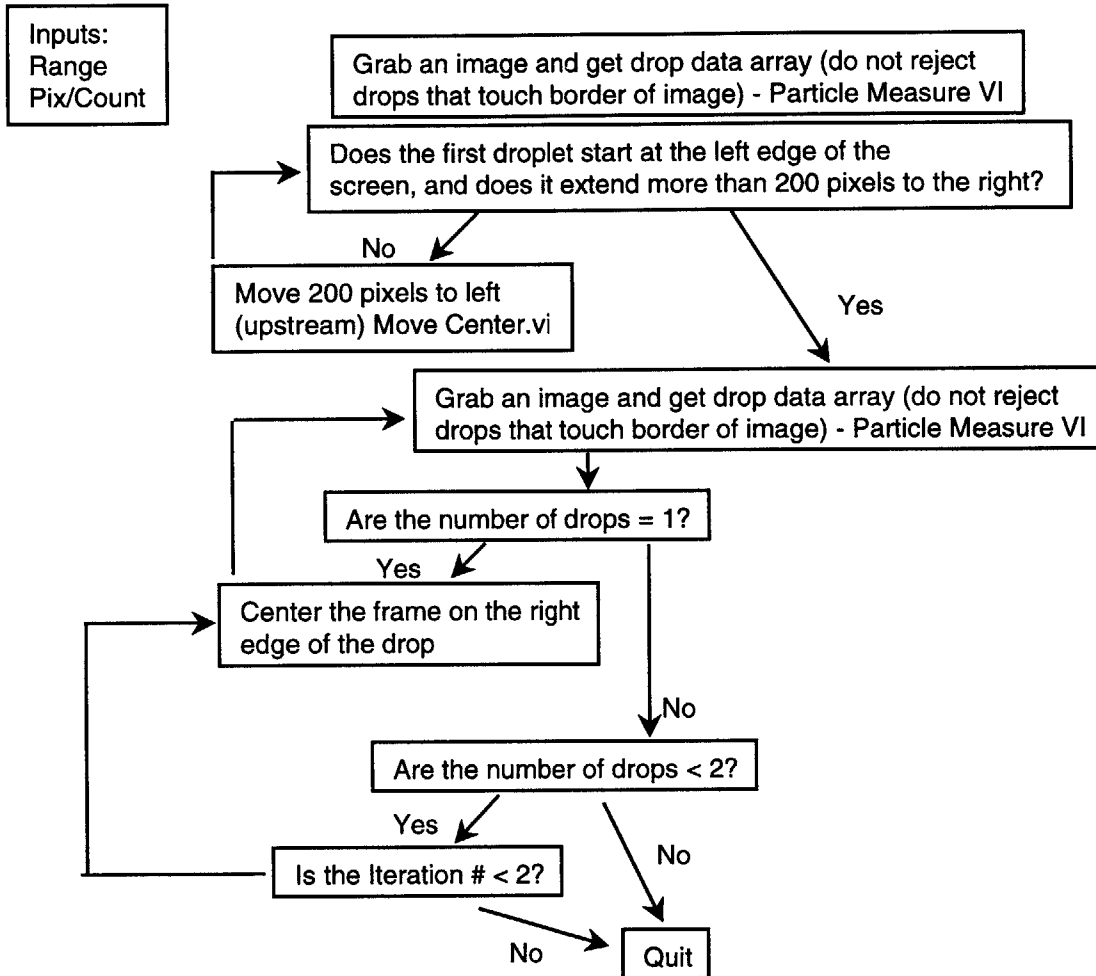 Inputs:
Range
Pix/Count
Grab an image and get drop data array (do not reject
drops that touch border of image) - Particle Measure VI
Does the first droplet start at the left edge of the
screen, and does it extend more than 200 pixels to the right?
No
Move 200 pixels to left
(upstream) Move Center.vi
Yes
Grab an image and get drop data array (do not reject
drops that touch border of image) - Particle Measure VI
Are the number of drops = 1?
Yes
Center the frame on the right
edge of the drop
No
Are the number of drops < 2?
Yes
No
Is the Iteration # < 2?
No
Quit